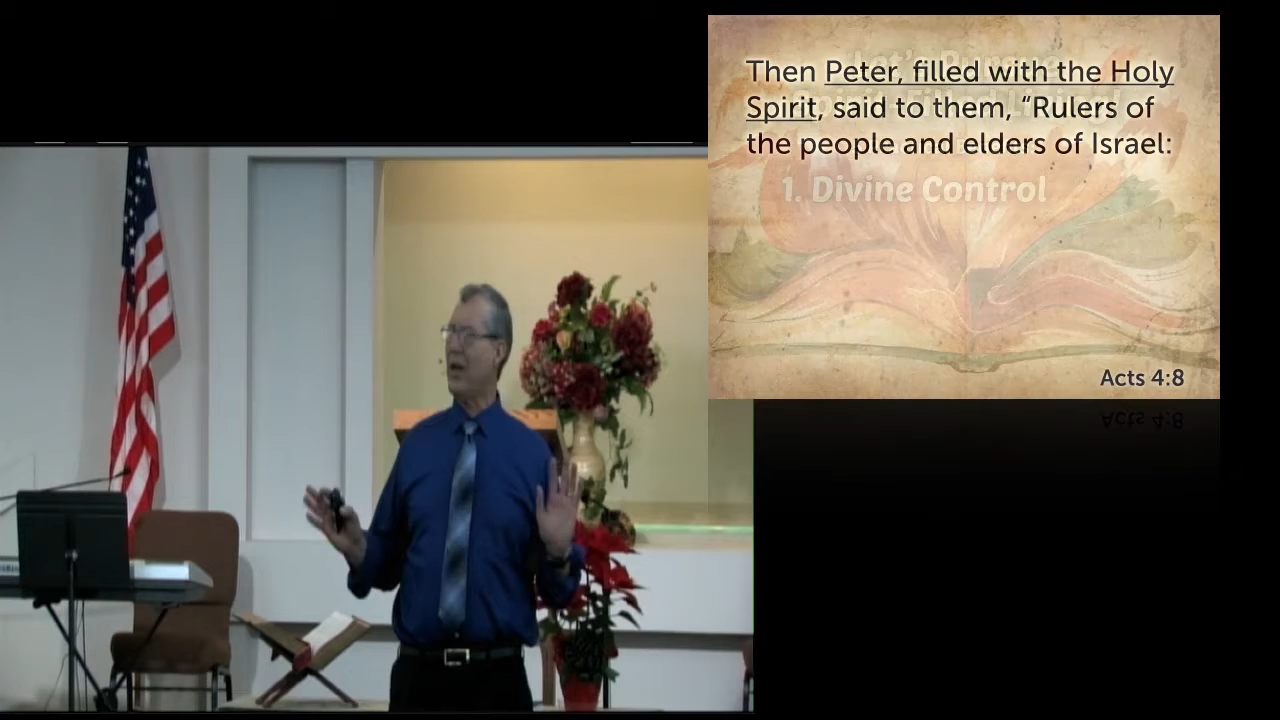 Then Peter, filled with the Holy
Spirit, said to them, “Rulers of
the people and elders of Israel:
1. Divine Control
Acts 4:8